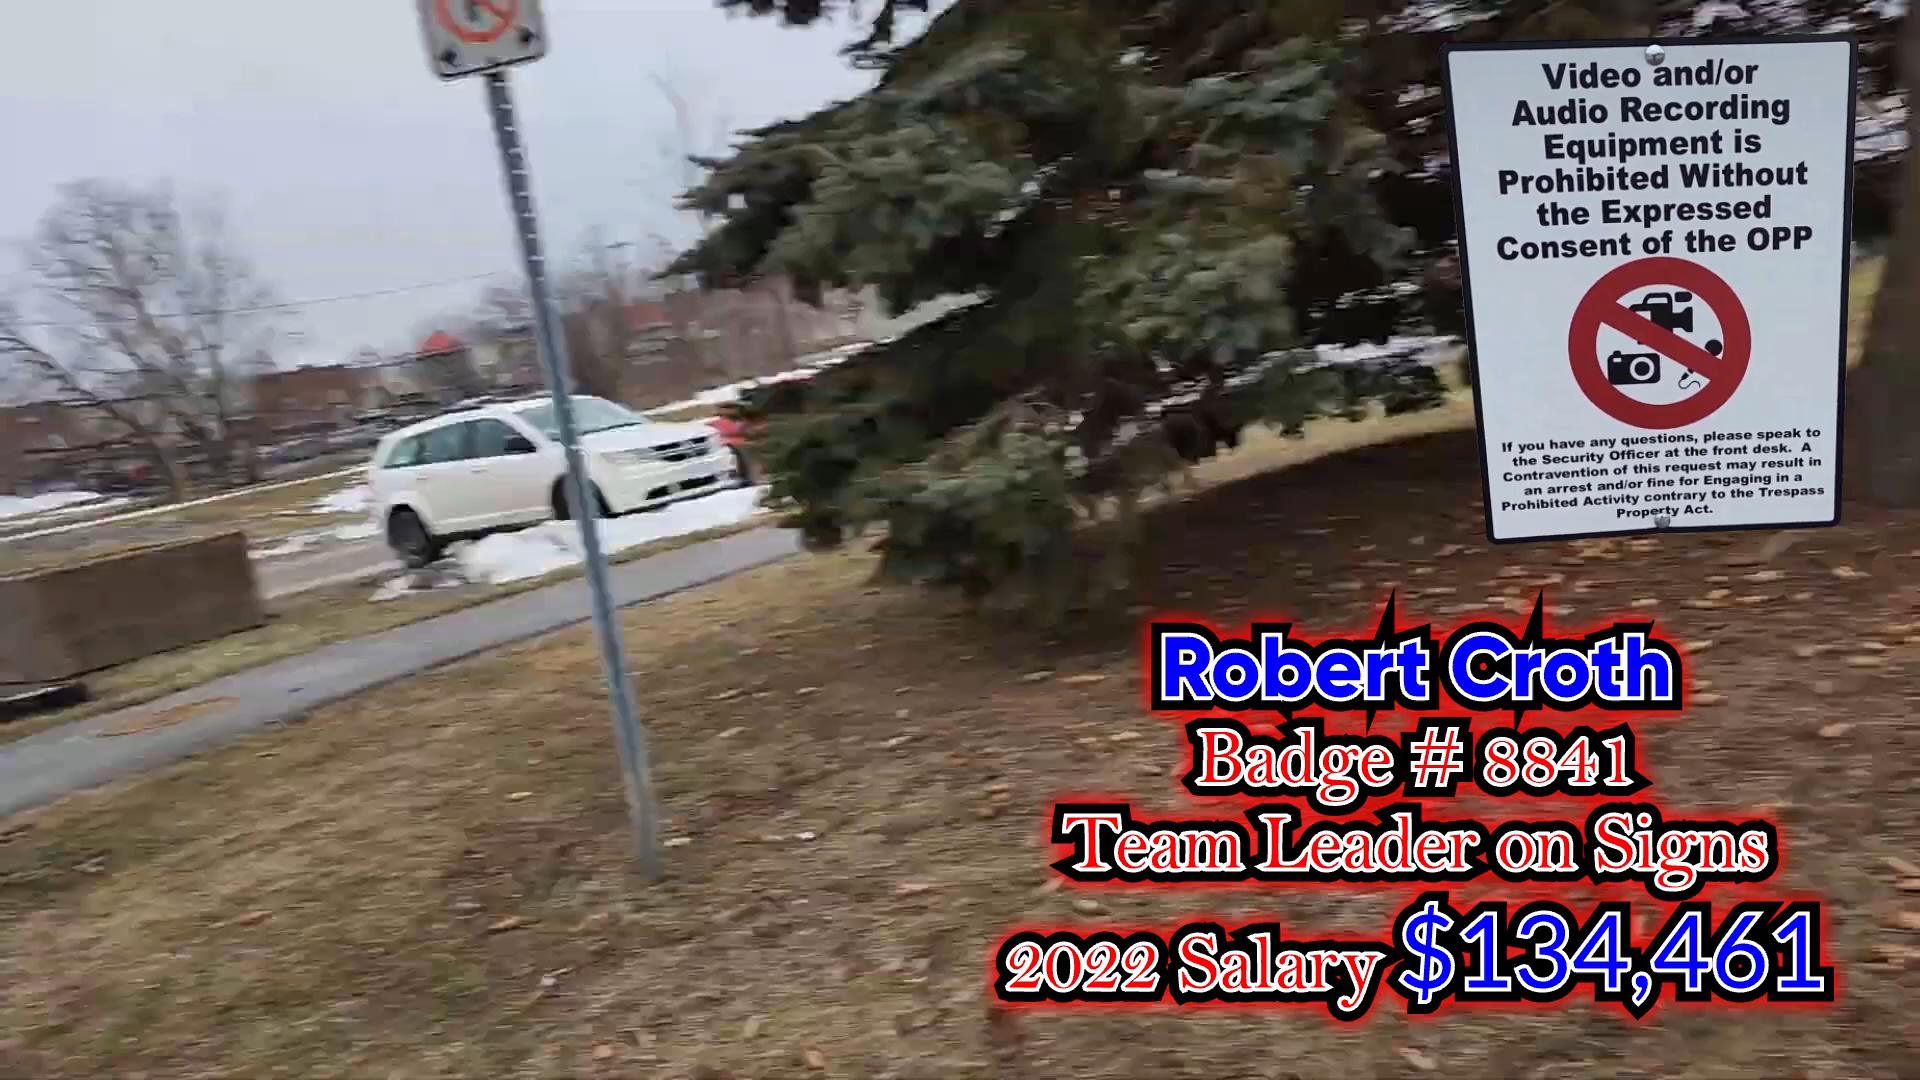 Video and/or
Audio Recording
Equipment is
Prohibited Without
the Expressed
Consent of the OPP
If you have any questions, please speak to
the Security Officer at the front desk. A
Contravention of this request may result in
an arrest and/or fine for Engaging in a
Prohibited Activity contrary to the Trespass
Property Act.
Robert Croth
Badge # 8841
Team Leader on Signs
2022 Salary $134,461